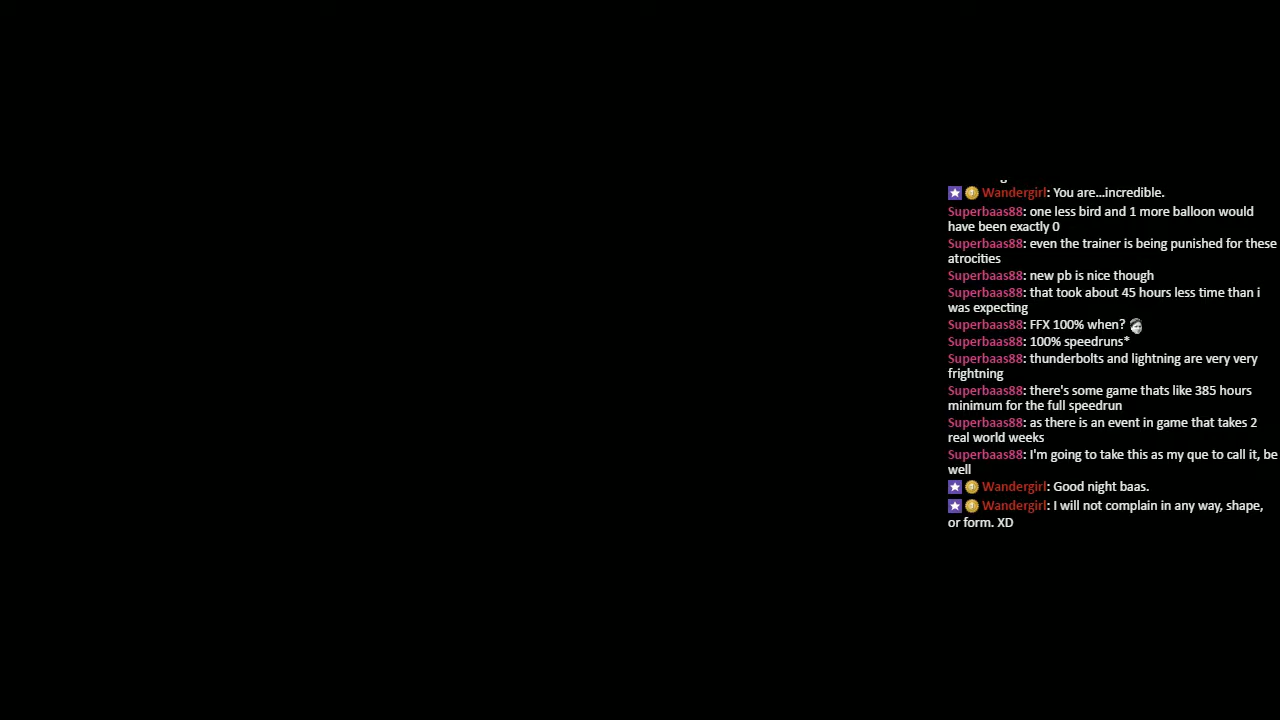 Wandergirl: You are...incredible.
Superbaas88: one less bird and 1 more balloon would
have been exactly 0
Superbaas88: even the trainer is being punished for these
atrocities
Superbaas88: new pb is nice though
Superbaas88: that took about 45 hours less time than i
was expecting
Superbaas88: FFX 100% when?
Superbaas88: 100% speedruns*
Superbaas88: thunderbolts and lightning are very very
frightning
Superbaas88: there's some game thats like 385 hours
minimum for the full speedrun
Superbaas88: as there is an event in game that takes 2
real world weeks
Superbaas88: I'm going to take this as my que to call it, be
well
Wandergirl: Good night baas.
Wandergirl: I will not complain in any way, shape,
or form. XD